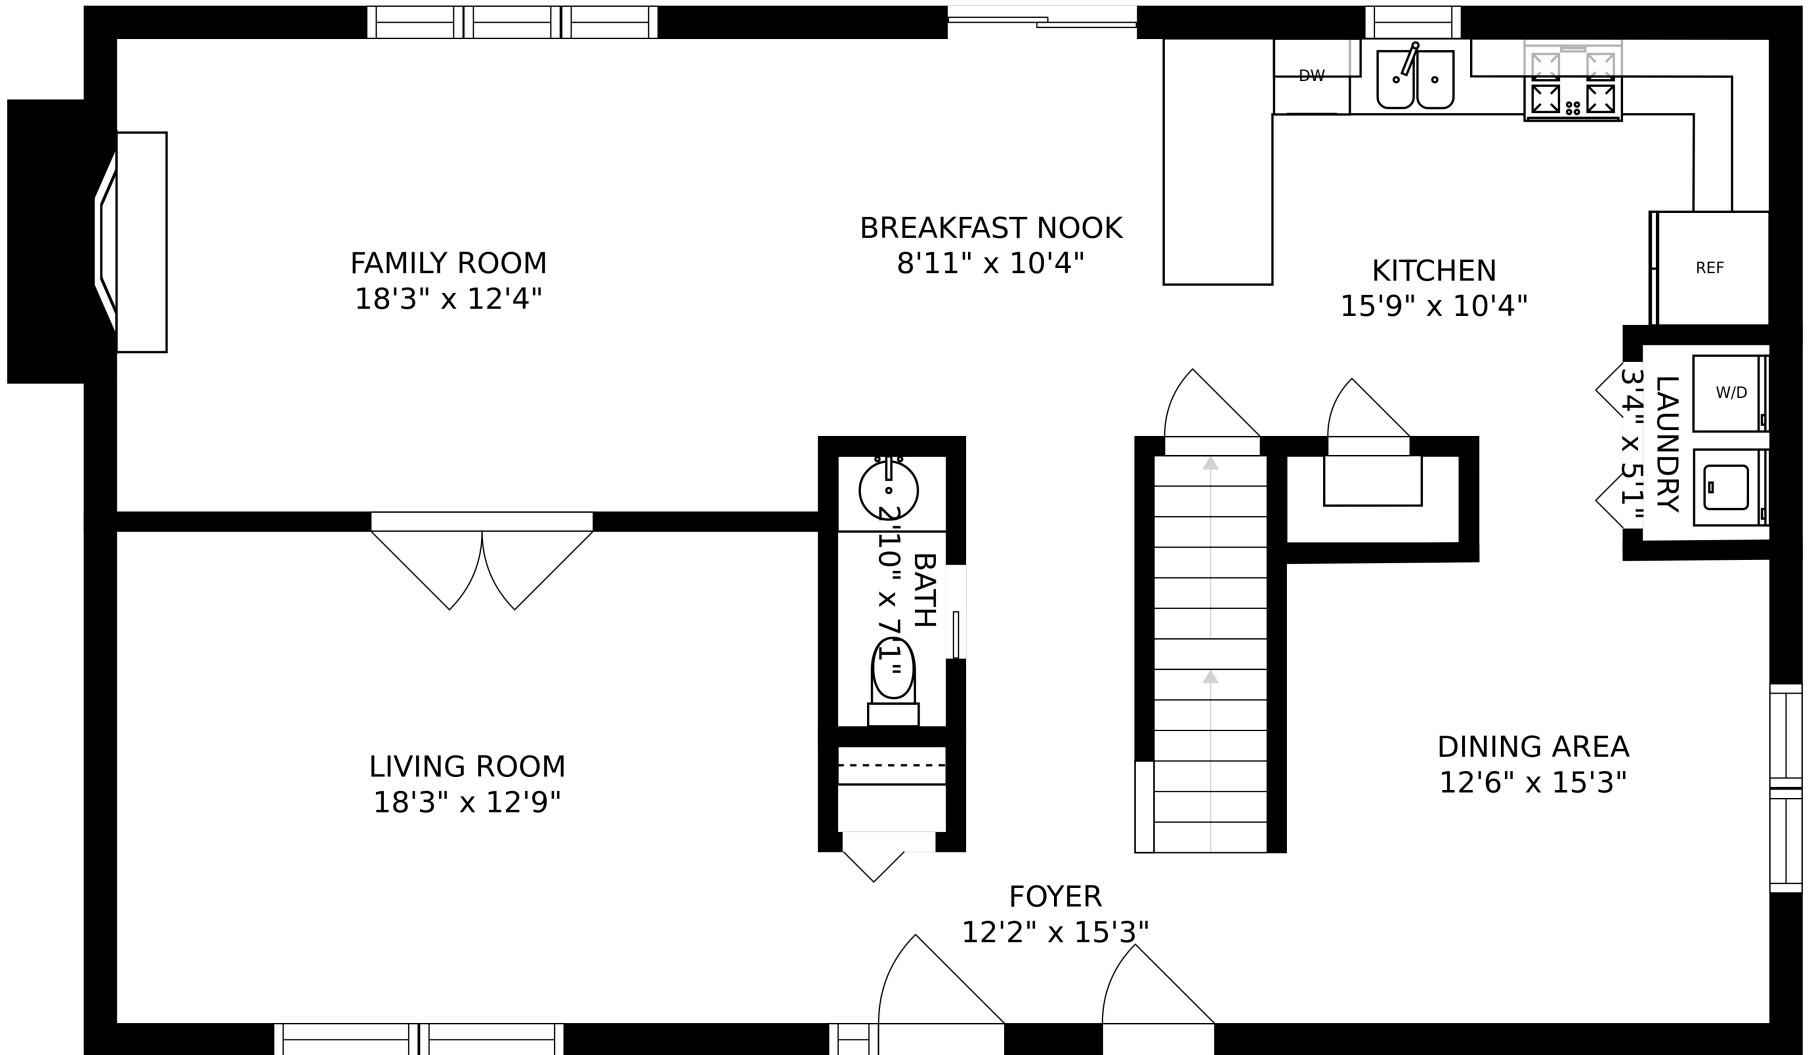 DW
BREAKFAST NOOK
8'11" x 10'4"
FAMILY ROOM
18'3" x 12'4"
KITCHEN
15'9" x 10'4"
REF
W/D
LAUNDRY
3'4" x 5'1"
BATH
2'10" x 7'1"
LIVING ROOM
18'3" x 12'9"
DINING AREA
12'6" x 15'3"
FOYER
12'2" x 15'3"